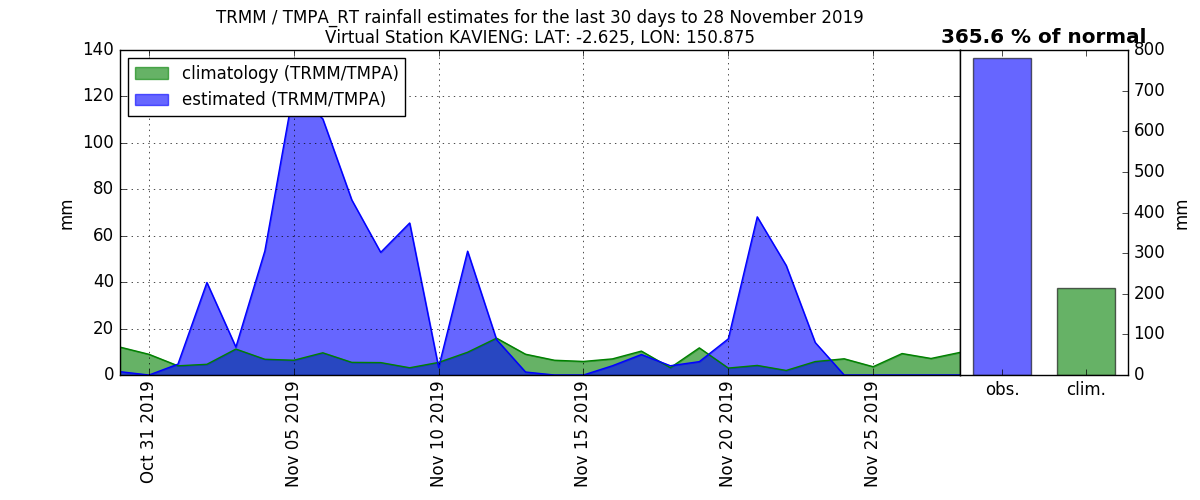 TRMM / TMPA_RT rainfall estimates for the last 30 days to 28 November 2019
Virtual Station KAVIENG: LAT: -2.625, LON: 150.875
365.6 % of normal
climatology (TRMM/TMPA)
estimated (TRMM/TMPA)
140
120
100
80
60
40
20
0
mm
Oct 31 2019
Nov 05 2019
Nov 10 2019
Nov 15 2019
Nov 20 2019
Nov 25 2019
800
700
600
500
400
300
200
100
0
mm
obs.
clim.